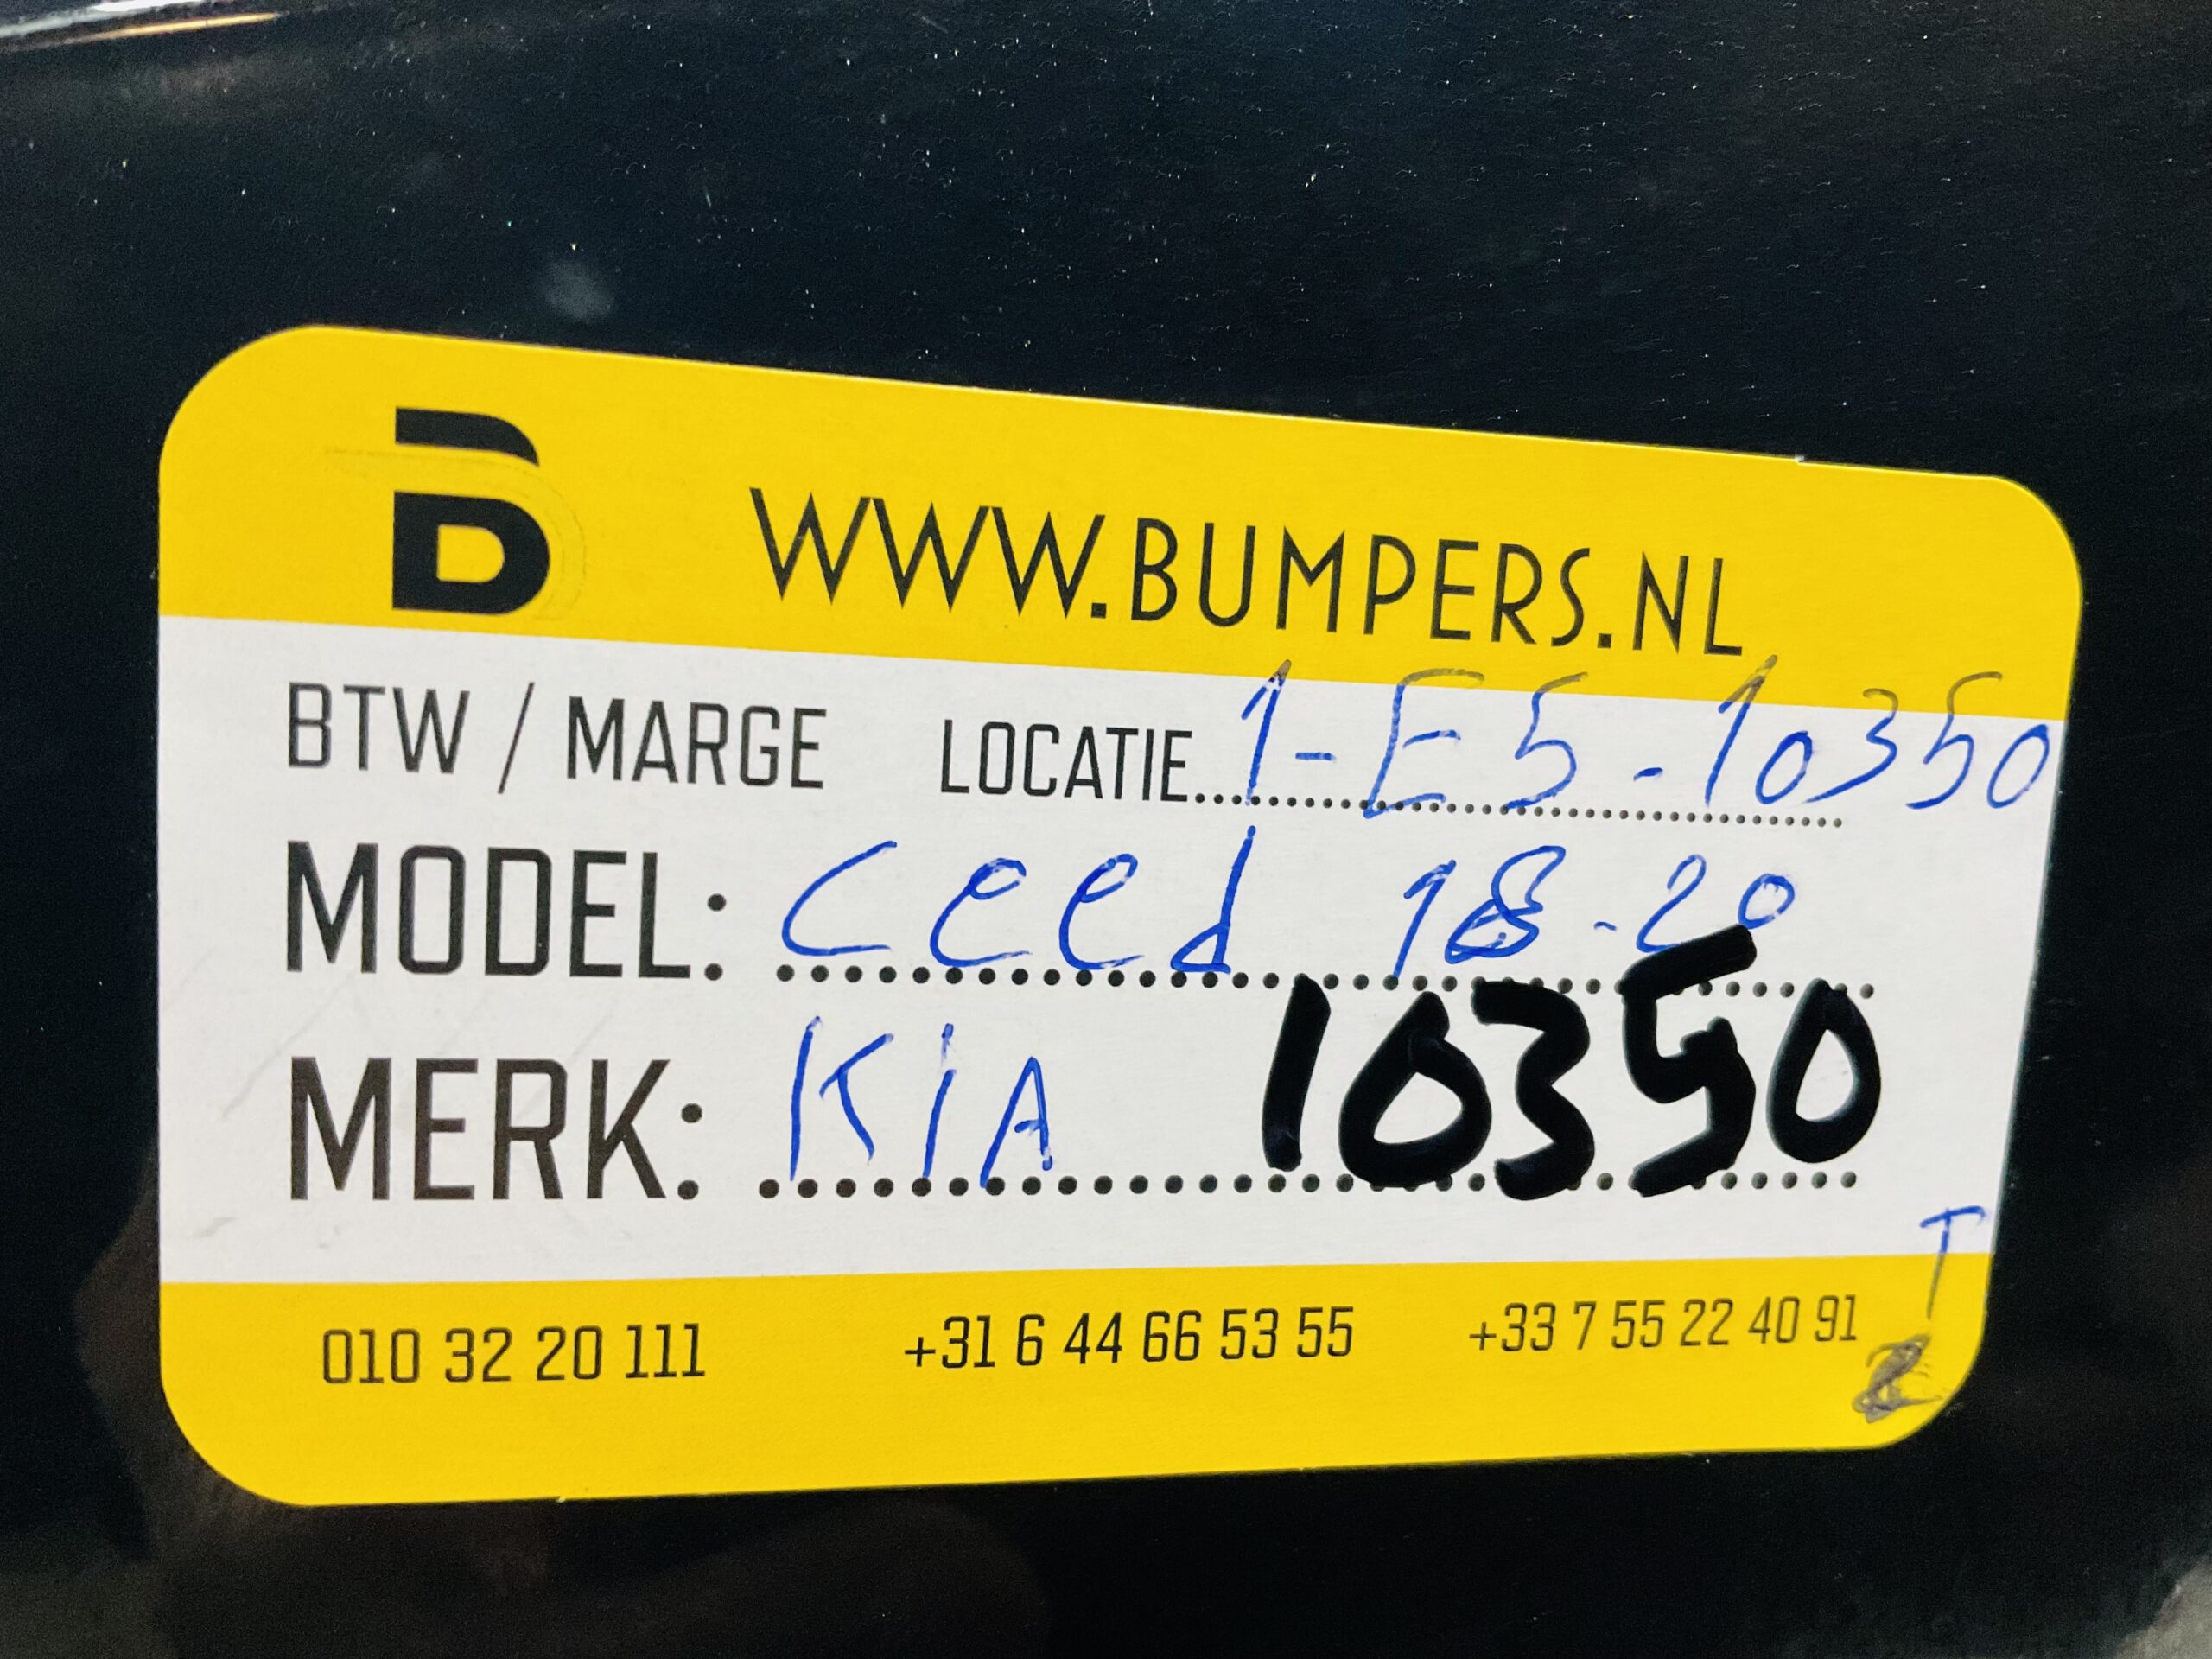 B WWW.BUMPERS.NL
BTW / MARGE LOCATIE... 1-E5-10350
MODEL: ceed 18-20
MERK: KiA 10350
T
010 32 20 111 +31 6 44 66 53 55 +33 7 55 22 40 91